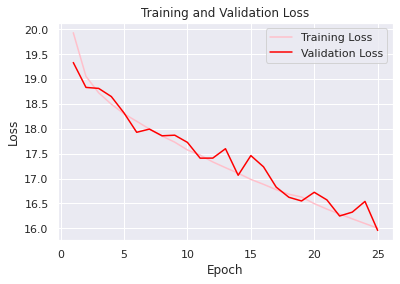 Training and Validation Loss
Training Loss
Validation Loss
Loss
20.0
19.5
19.0
18.5
18.0
17.5
17.0
16.5
16.0
0 5 10 15 20 25
Epoch